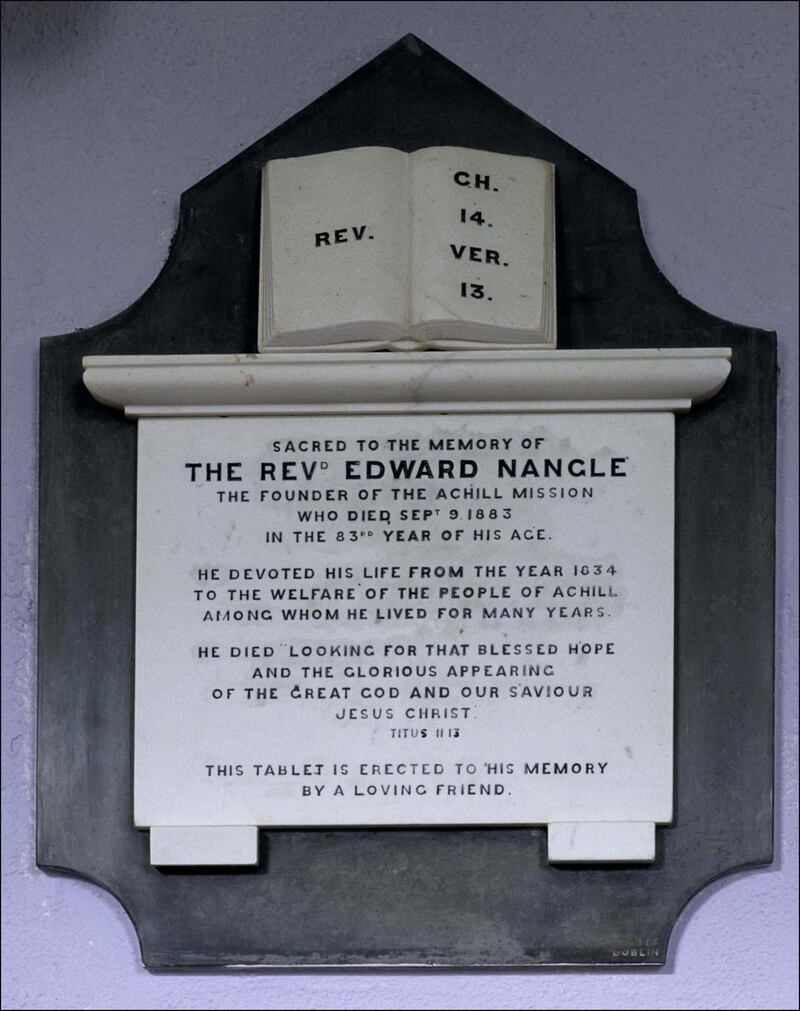 REV.
CH.
14.
VER.
13.
SACRED TO THE MEMORY OF
THE REVᴰ EDWARD NANGLE
THE FOUNDER OF THE ACHILL MISSION
WHO DIED SEPᵀ 9. 1883
IN THE 83ᴿᴰ YEAR OF HIS AGE.
HE DEVOTED HIS LIFE FROM THE YEAR 1834
TO THE WELFARE OF THE PEOPLE OF ACHILL
AMONG WHOM HE LIVED FOR MANY YEARS.
HE DIED "LOOKING FOR THAT BLESSED HOPE
AND THE GLORIOUS APPEARING
OF THE GREAT GOD AND OUR SAVIOUR
JESUS CHRIST."
TITUS II 13
THIS TABLET IS ERECTED TO HIS MEMORY
BY A LOVING FRIEND.
DUBLIN